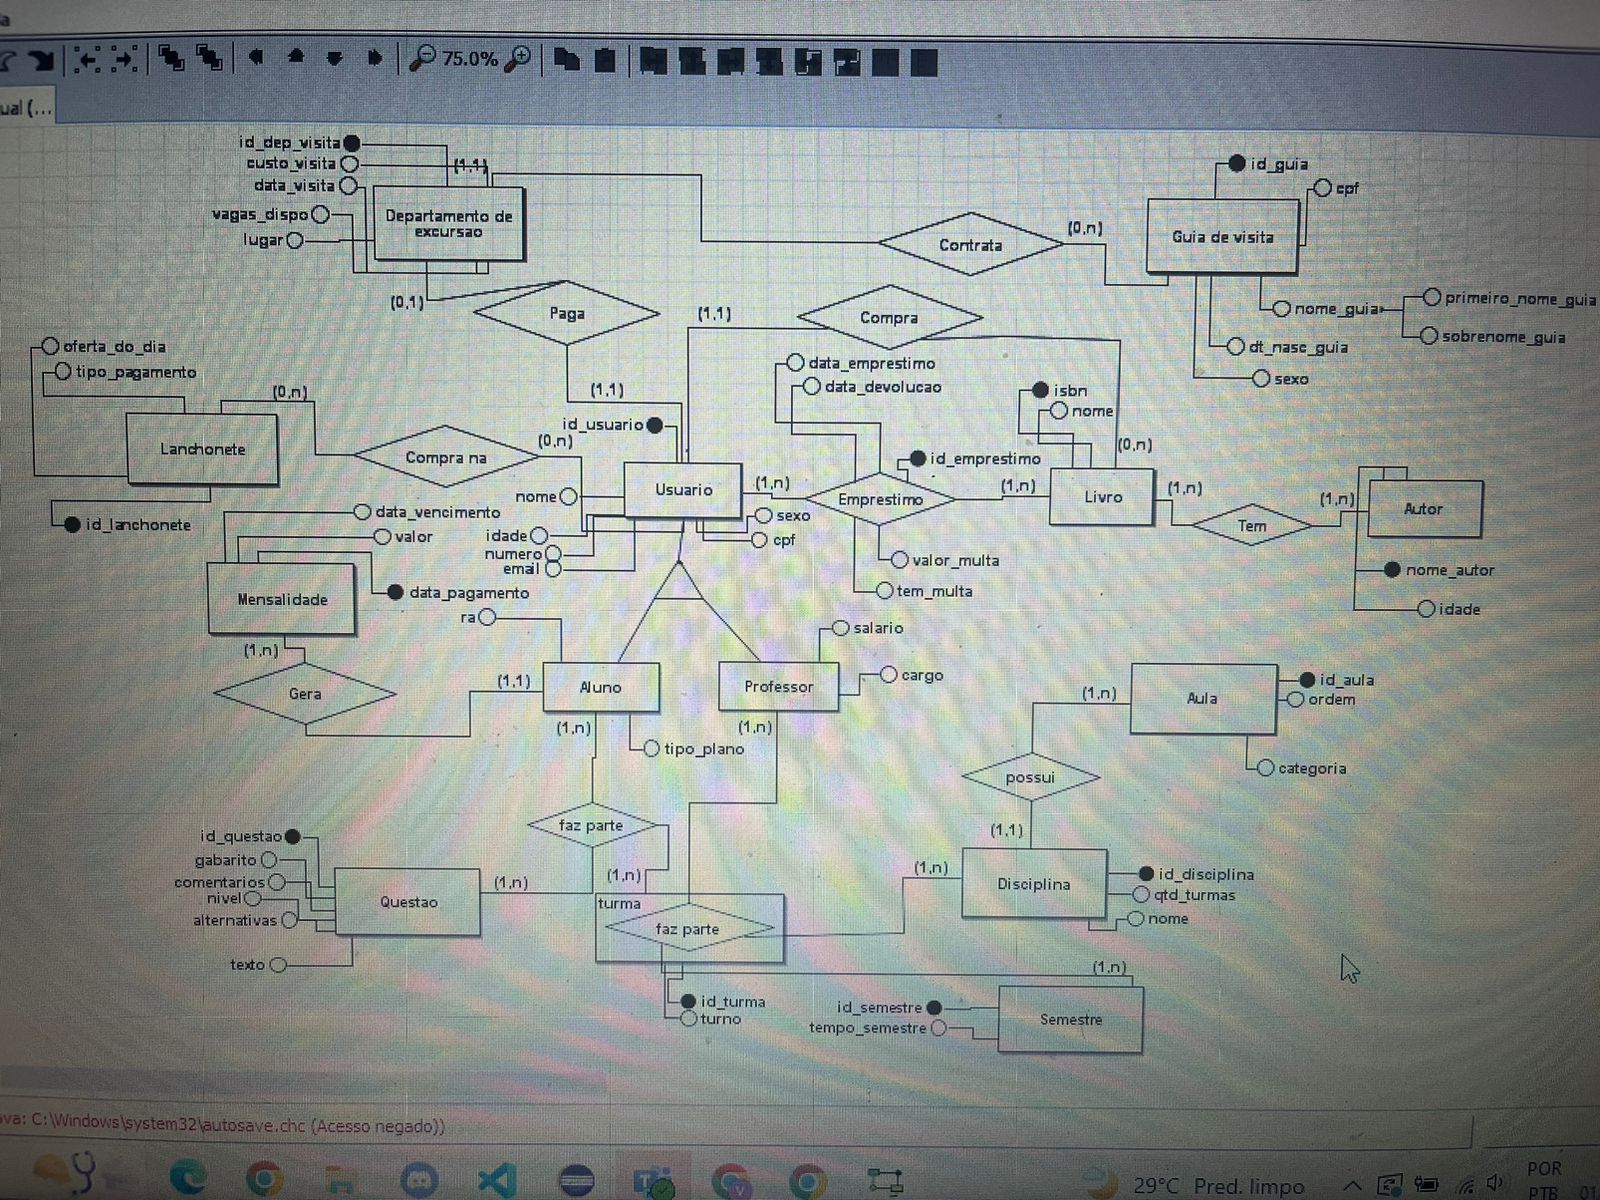 a
75.0%
ual (...
id_dep_visita
custo_visita
data_visita
vagas_dispo
lugar
(1,1)
Departamento de
excursao
Contrata
(0,n)
id_guia
cpf
Guia de visita
nome_guia
primeiro_nome_guia
sobrenome_guia
dt_nasc_guia
sexo
(0,1)
Paga
(1,1)
Compra
(1,1)
oferta_do_dia
tipo_pagamento
(0,n)
Lanchonete
id_lanchonete
Compra na
(0,n)
id_usuario
Usuario
nome
idade
numero
email
sexo
cpf
(1,n)
data_emprestimo
data_devolucao
id_emprestimo
Emprestimo
valor_multa
tem_multa
(1,n)
isbn
nome
(0,n)
Livro
(1,n)
Tem
(1,n)
Autor
nome_autor
idade
data_vencimento
valor
data_pagamento
Mensalidade
(1,n)
Gera
(1,1)
ra
Aluno
tipo_plano
(1,n)
salario
cargo
Professor
(1,n)
Aula
id_aula
ordem
categoria
(1,n)
possui
(1,1)
Disciplina
id_disciplina
qtd_turmas
nome
(1,n)
faz parte
(1,n)
(1,n)
id_questao
gabarito
comentarios
nivel
alternativas
texto
Questao
turma
faz parte
id_turma
turno
(1,n)
id_semestre
tempo_semestre
Semestre
ava: C:\Windows\system32\autosave.chc (Acesso negado))
29°C Pred. limpo
POR
PTB